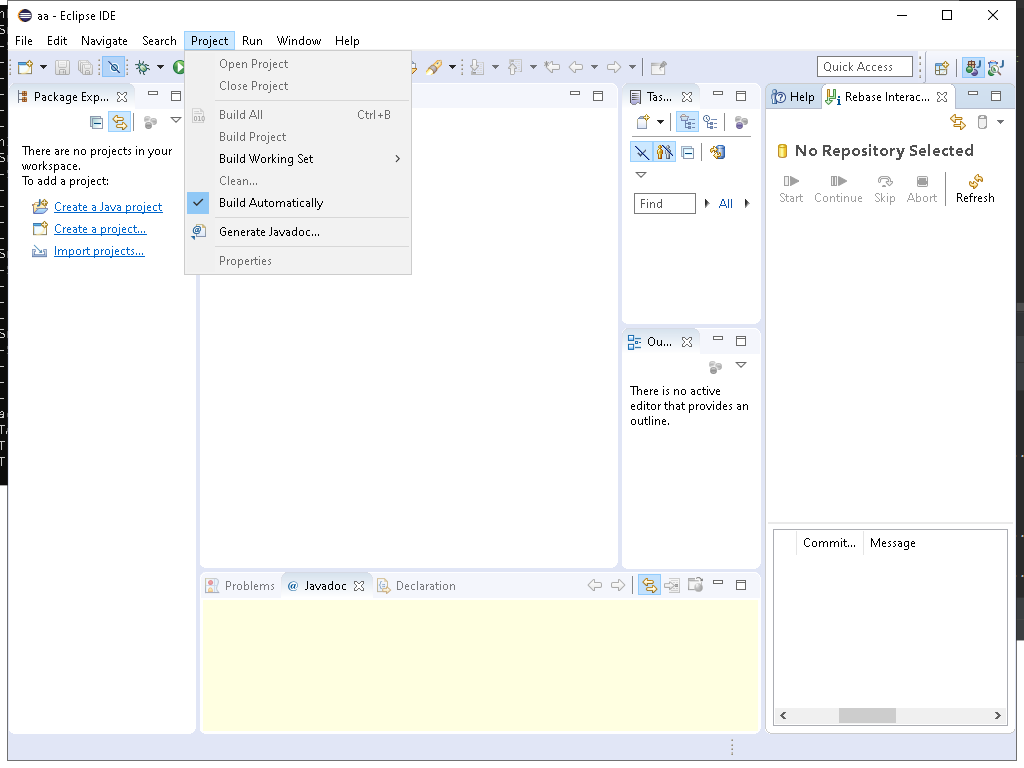 aa - Eclipse IDE
File Edit Navigate Search Project Run Window Help
Quick Access
Open Project
Close Project
Build All Ctrl+B
Build Project
Build Working Set
Clean...
Build Automatically
Generate Javadoc...
Properties
Package Exp...
There are no projects in your
workspace.
To add a project:
Create a Java project
Create a project...
Import projects...
Tas...
Find All
Ou...
There is no active
editor that provides an
outline.
Help Rebase Interac...
No Repository Selected
Start Continue Skip Abort Refresh
Commit... Message
Problems @ Javadoc Declaration